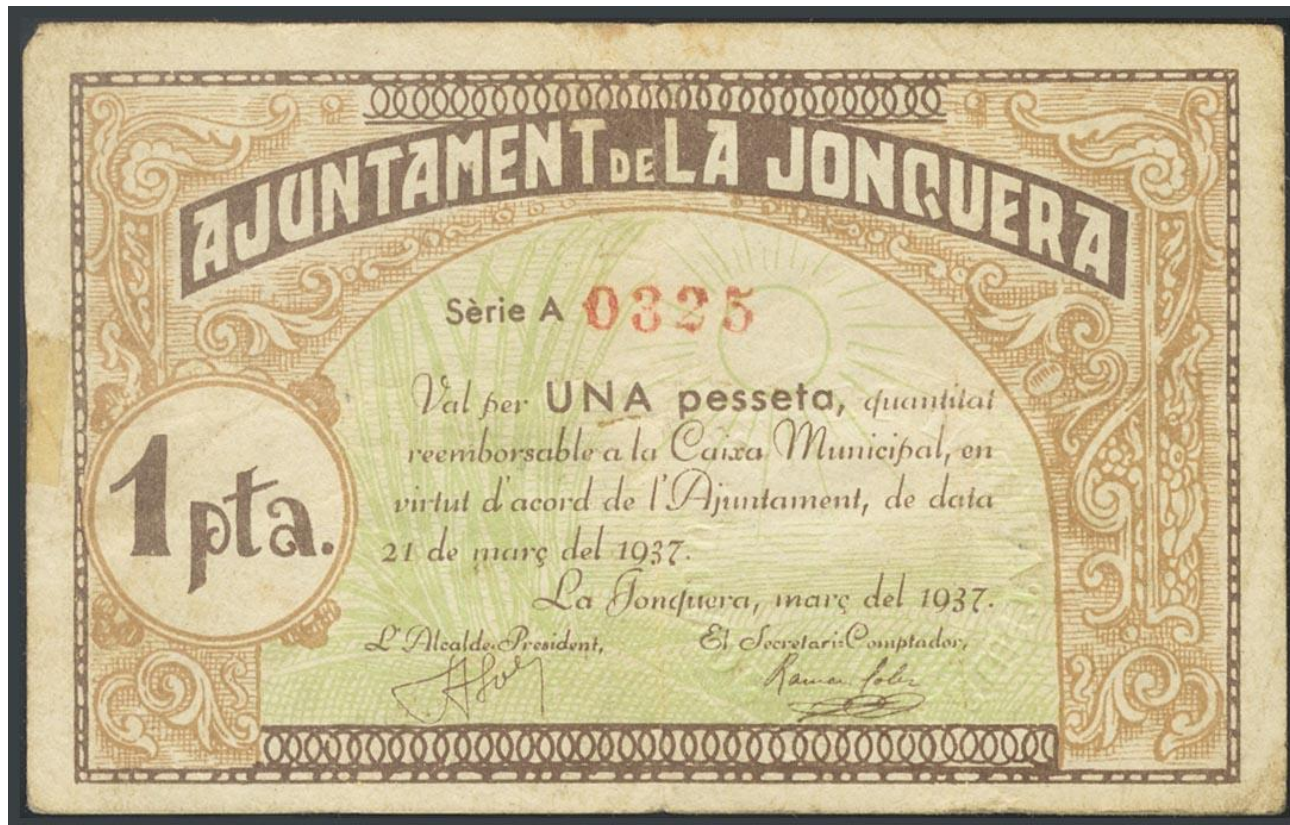 AJUNTAMENT DE LA JONQUERA
Sèrie A 0325
Val per UNA pesseta, quantitat
reemborsable a la Caixa Municipal, en
virtut d'acord de l'Ajuntament, de data
21 de març del 1937.
1 pta.
La Jonquera, març del 1937.
L'Alcalde-President, El Secretari-Comptador,